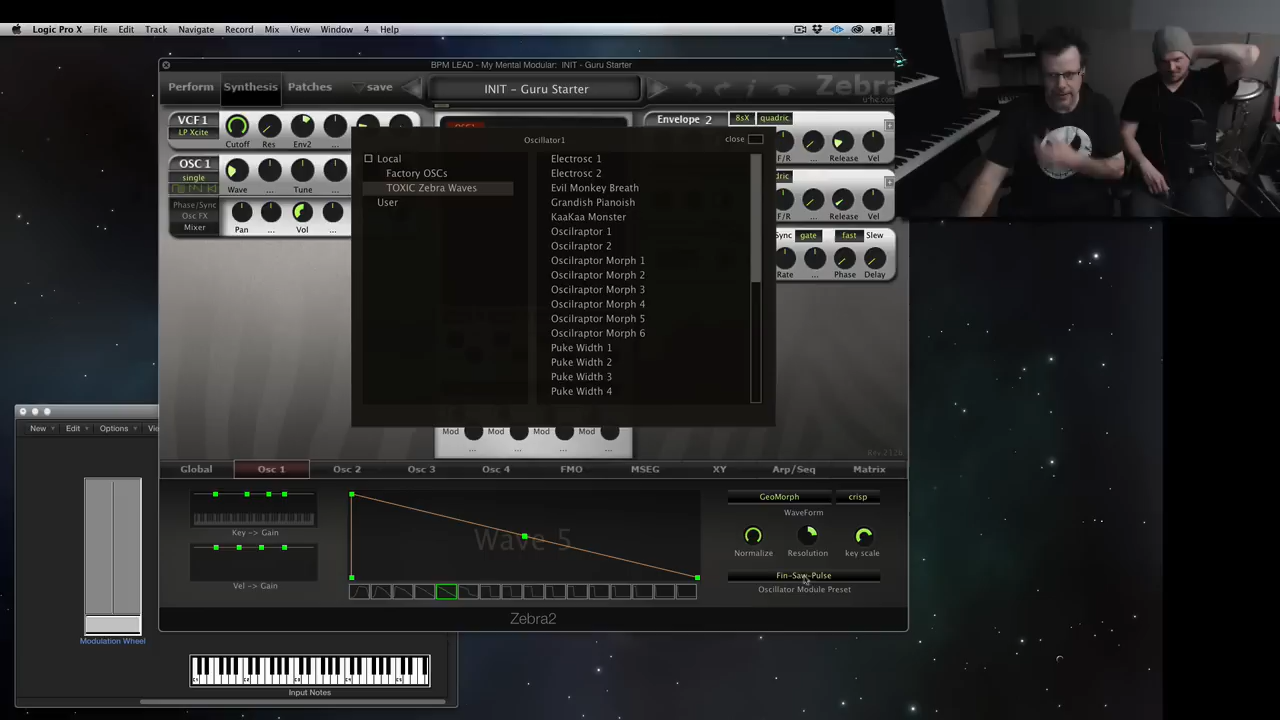 Logic Pro X File Edit Track Navigate Record Mix View Window 4 Help
BPM LEAD - My Mental Modular: INIT - Guru Starter
Perform Synthesis Patches save INIT - Guru Starter Zebra
u-he.com
VCF1
LP Xcite
Cutoff Res Env2 ...
OSC 1
single
Wave ... Tune ...
Phase/Sync
Osc FX
Mixer
Pan ... Vol ...
Envelope 2 8sX quadric
F/R ... Release Vel
F/R ... Release Vel
Sync gate fast Slew
Rate ... Phase Delay
Oscillator1 close
Local
Factory OSCs
TOXIC Zebra Waves
User
Electrosc 1
Electrosc 2
Evil Monkey Breath
Grandish Pianoish
KaaKaa Monster
Oscilraptor 1
Oscilraptor 2
Oscilraptor Morph 1
Oscilraptor Morph 2
Oscilraptor Morph 3
Oscilraptor Morph 4
Oscilraptor Morph 5
Oscilraptor Morph 6
Puke Width 1
Puke Width 2
Puke Width 3
Puke Width 4
Mod Mod Mod Mod
... ... ... ...
Global Osc 1 Osc 2 Osc 3 Osc 4 FMO MSEG XY Arp/Seq Matrix
Key -> Gain
Vel -> Gain
Wave 5
GeoMorph crisp
WaveForm
Normalize Resolution key scale
Fin-Saw-Pulse
Oscillator Module Preset
Zebra2
New Edit Options
Modulation Wheel
Input Notes